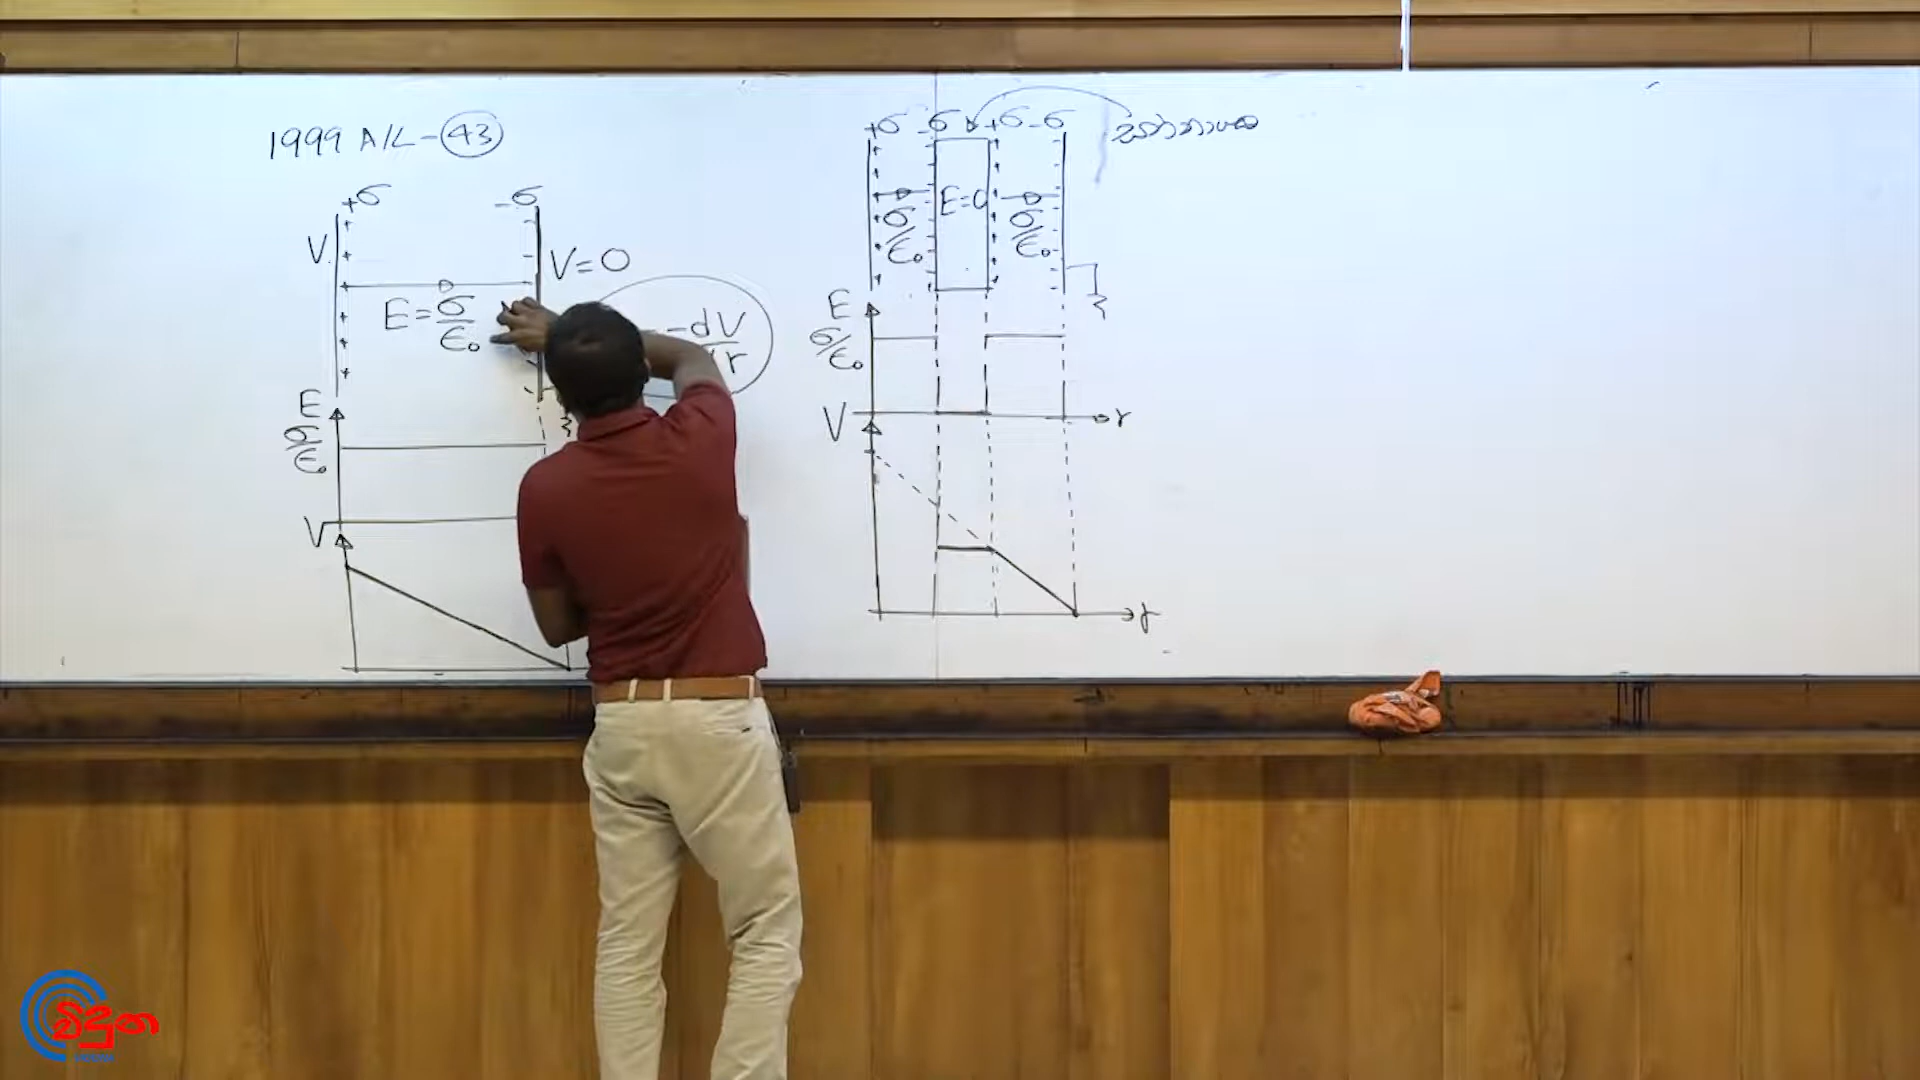 1999 A/L - 43
+σ
-σ
V
V=0
E = σ/ε₀
-dV
r
E
σ/ε₀
V
+σ -σ +σ -σ
σ/ε₀
E=0
σ/ε₀
E
σ/ε₀
r
V
r
විදුන